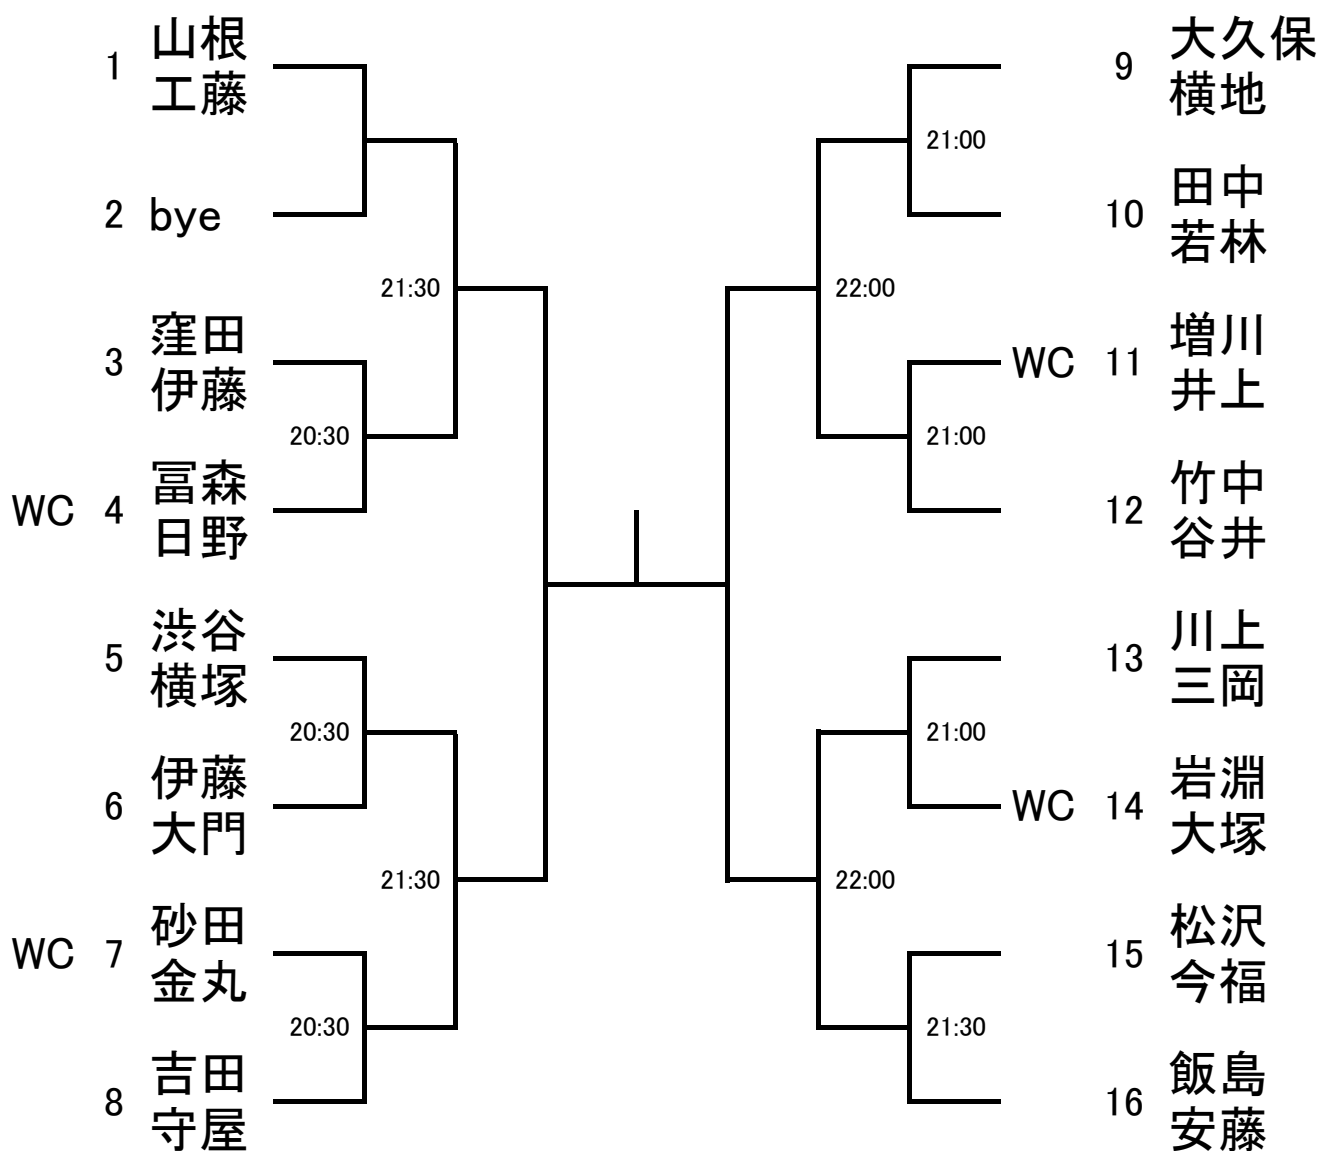 1 山根
工藤
2 bye
21:30
3 窪田
伊藤
20:30
WC 4 冨森
日野
5 渋谷
横塚
20:30
6 伊藤
大門
21:30
WC 7 砂田
金丸
20:30
8 吉田
守屋
9 大久保
横地
21:00
10 田中
若林
22:00
WC 11 増川
井上
21:00
12 竹中
谷井
13 川上
三岡
21:00
WC 14 岩淵
大塚
22:00
15 松沢
今福
21:30
16 飯島
安藤